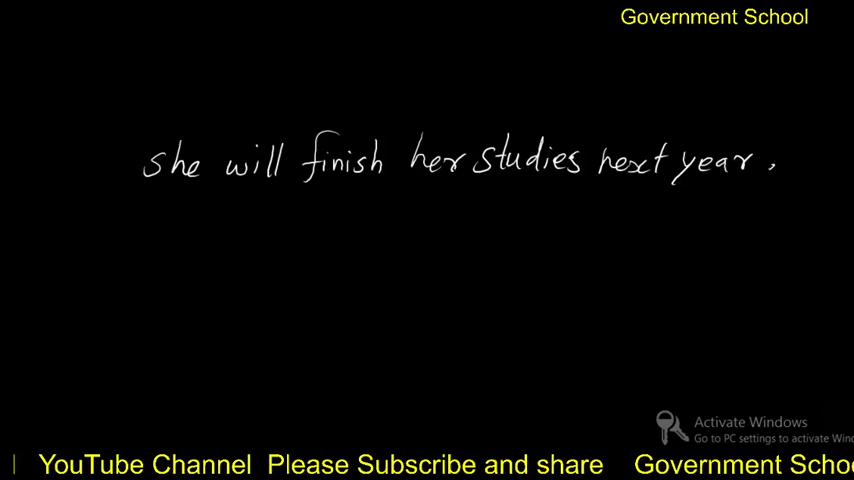 Government School
she will finish her studies next year.
Activate Windows
Go to PC settings to activate Win
YouTube Channel Please Subscribe and share Government Schoo